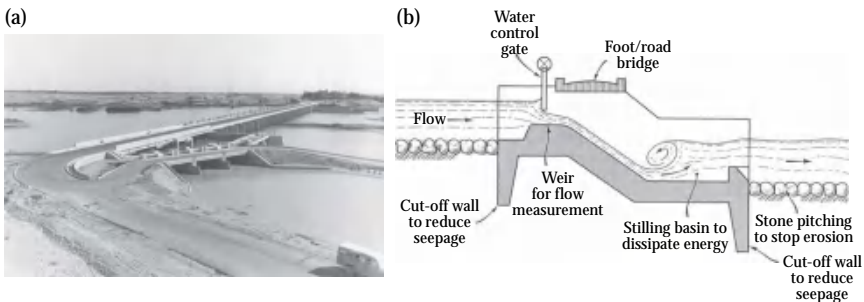 (a)
(b)
Water
control
gate
Foot/road
bridge
Flow
Weir
for flow
measurement
Cut-off wall
to reduce
seepage
Stilling basin to
dissipate energy
Stone pitching
to stop erosion
Cut-off wall
to reduce
seepage